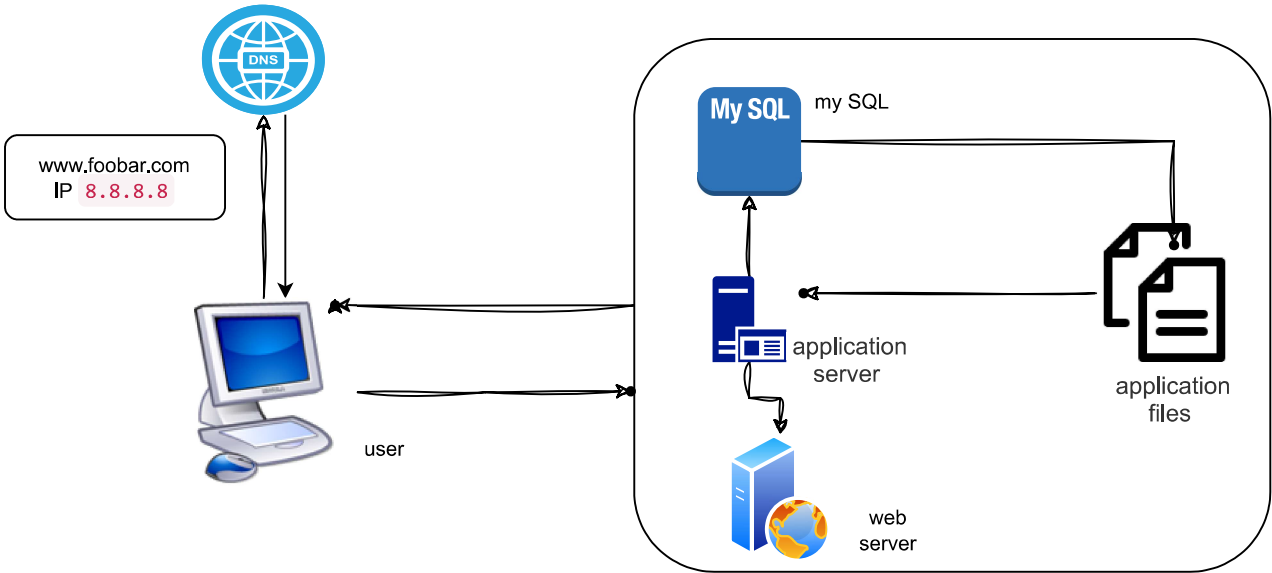 DNS
www.foobar.com
IP 8.8.8.8
My SQL
my SQL
application
server
application
files
user
web
server